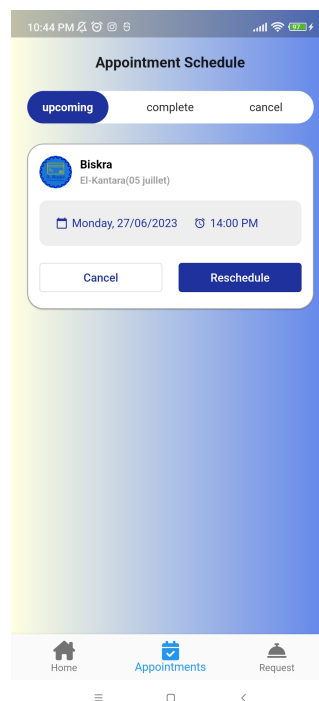 10:44 PM 97
Appointment Schedule
upcoming complete cancel
Biskra
El-Kantara(05 juillet)
Monday, 27/06/2023 14:00 PM
Cancel Reschedule
Home Appointments Request